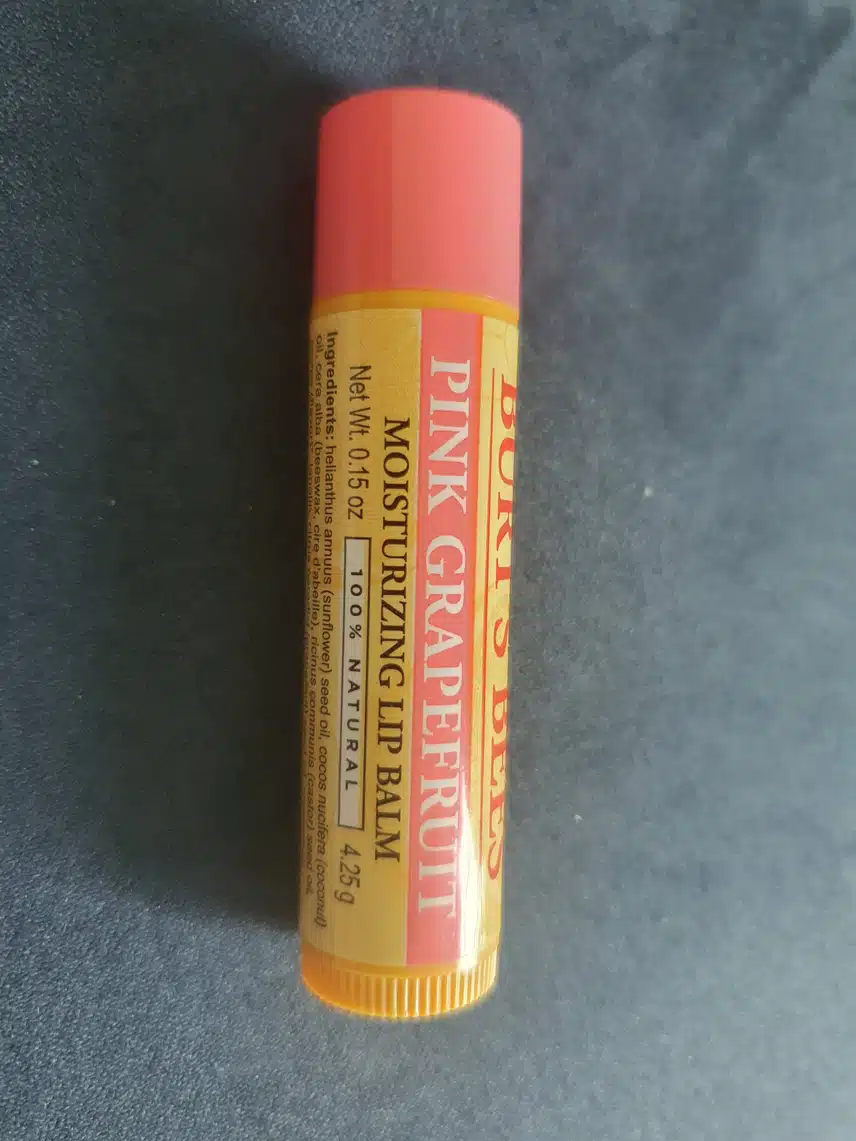 BURT'S BEES
PINK GRAPEFRUIT
MOISTURIZING LIP BALM
Net Wt. 0.15 oz 100% NATURAL 4.25 g
Ingredients: helianthus annuus (sunflower) seed oil, cocos nucifera (coconut)
oil, cera alba (beeswax, cire d'abeille), ricinus communis (castor) seed oil,